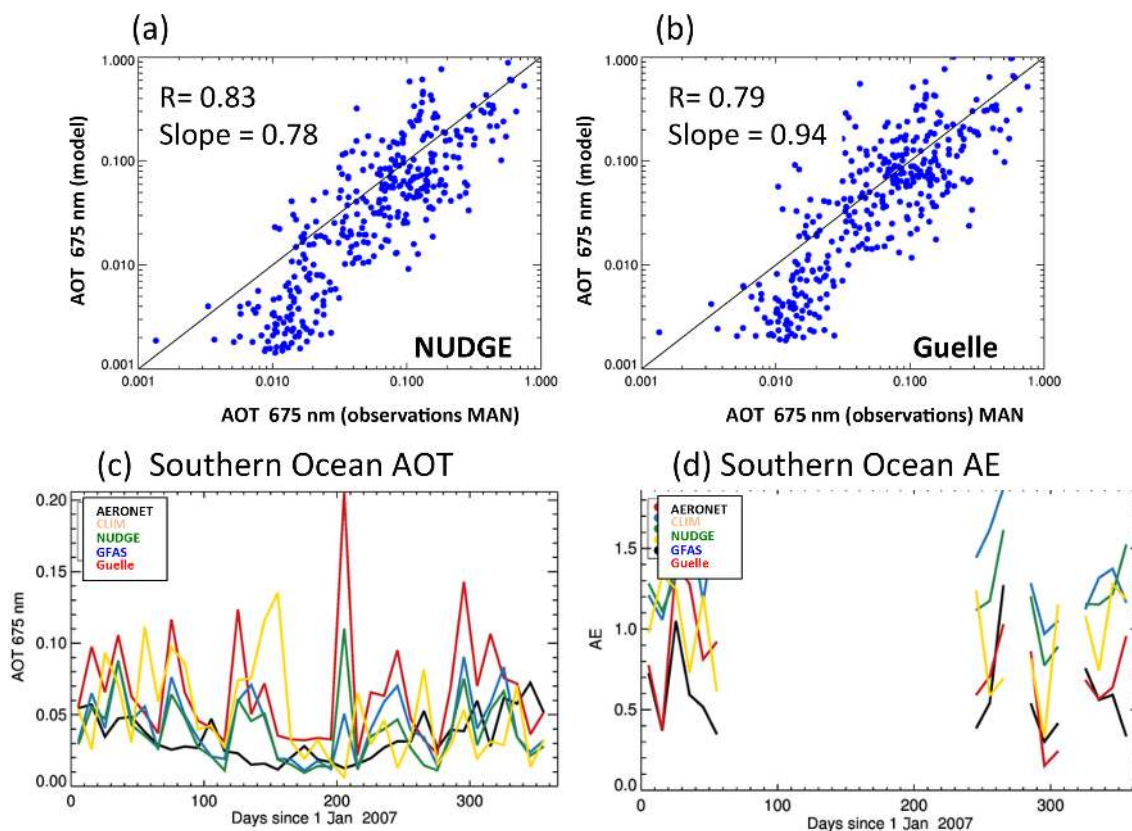 (a)
(b)
1.000
R= 0.83
Slope = 0.78
0.100
0.010
0.001
AOT 675 nm (model)
NUDGE
0.001 0.010 0.100 1.000
AOT 675 nm (observations MAN)
1.000
R= 0.79
Slope = 0.94
0.100
0.010
0.001
AOT 675 nm (model)
Guelle
0.001 0.010 0.100 1.000
AOT 675 nm (observations) MAN
(c) Southern Ocean AOT
0.20
0.15
0.10
0.05
0.00
AOT 675 nm
AERONET
CLIM
NUDGE
GFAS
Guelle
0 100 200 300
Days since 1 Jan 2007
(d) Southern Ocean AE
1.5
1.0
0.5
0.0
AE
AERONET
CLIM
NUDGE
GFAS
Guelle
0 100 200 300
Days since 1 Jan 2007